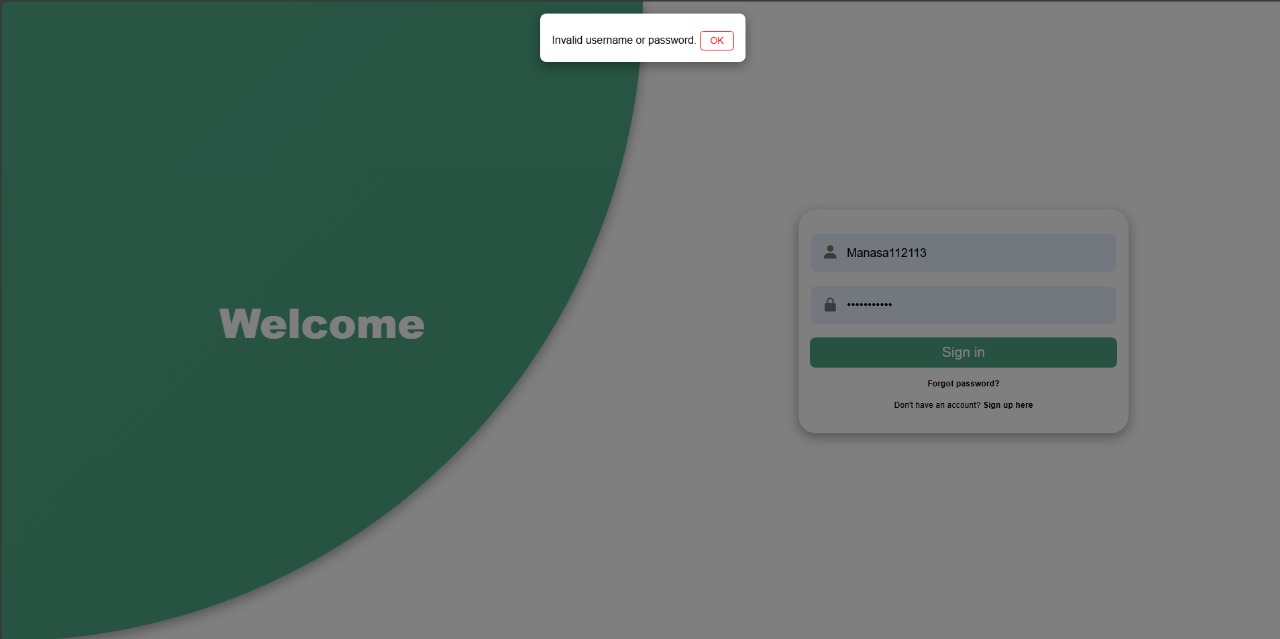 Invalid username or password. OK
Welcome
Manasa112113
•••••••••••
Sign in
Forgot password?
Don't have an account? Sign up here